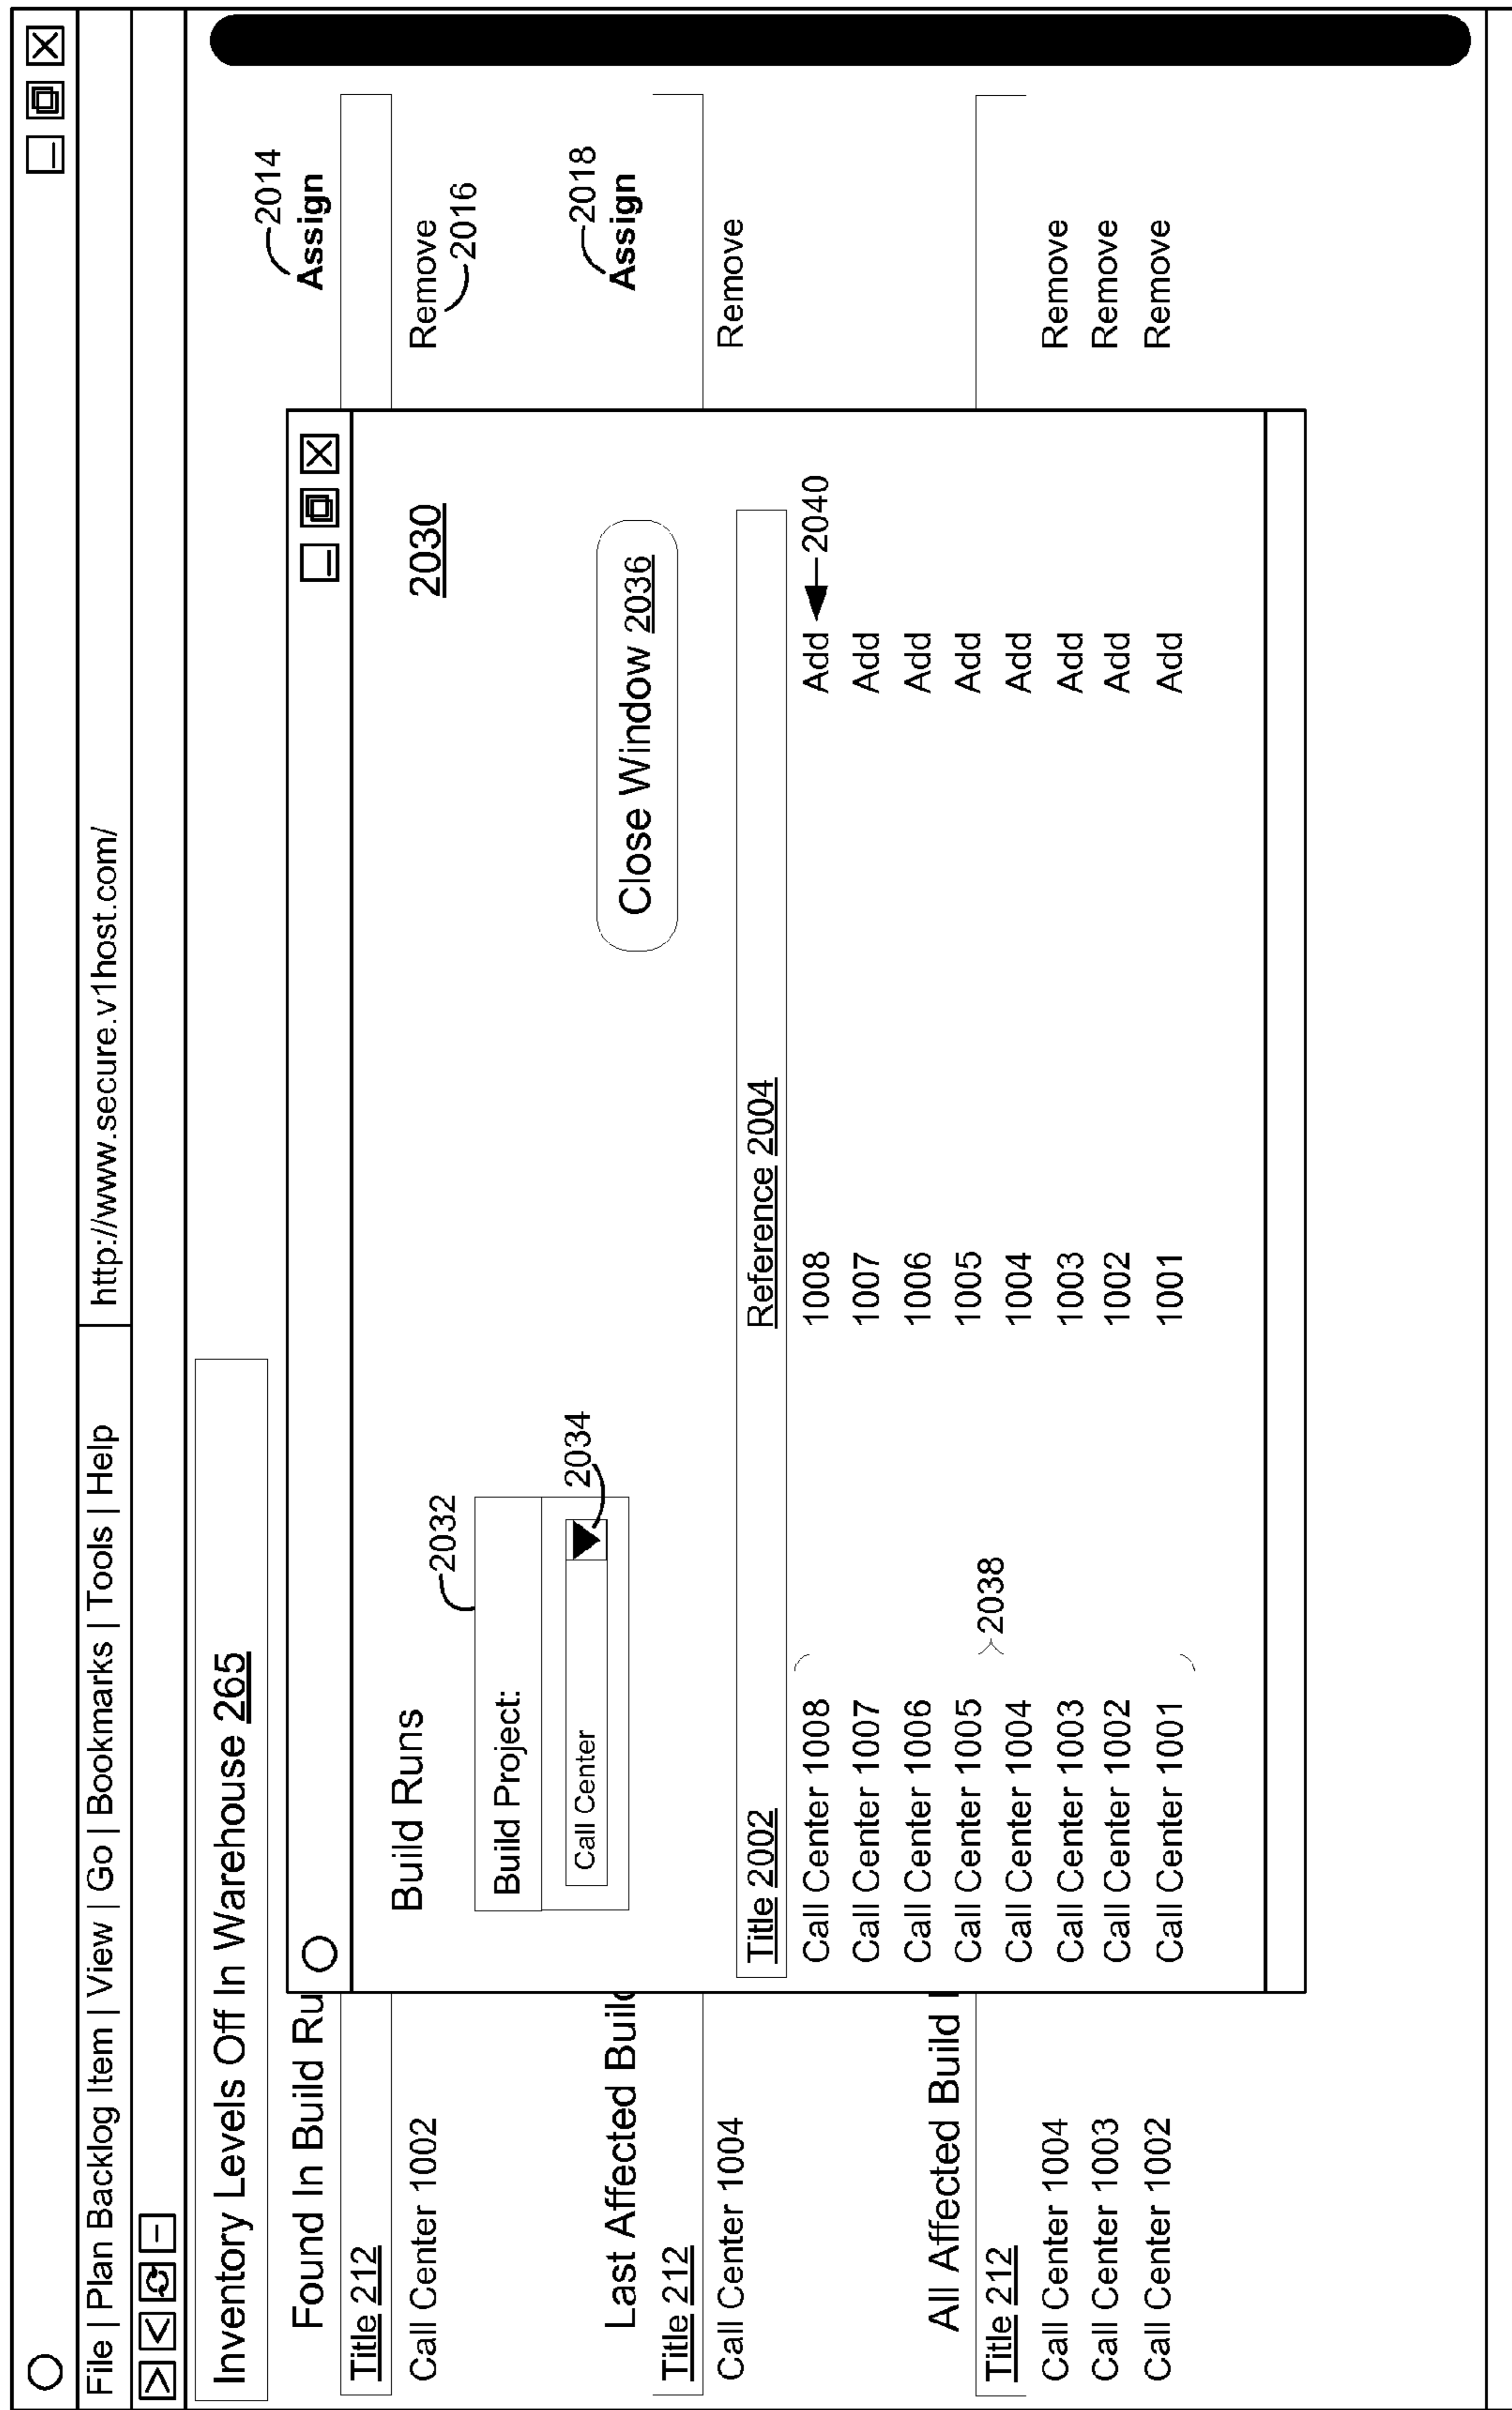 File | Plan Backlog Item | View | Go | Bookmarks | Tools | Help
http://www.secure.v1host.com/
Inventory Levels Off In Warehouse 265
Found In Build Ru
2014
Assign
Title 212
Call Center 1002
Remove
2016
Last Affected Build
2018
Assign
Title 212
Call Center 1004
Remove
All Affected Build
Title 212
Call Center 1004 Remove
Call Center 1003 Remove
Call Center 1002 Remove
Build Runs
2030
2032
Build Project:
Call Center
2034
Close Window 2036
Title 2002 Reference 2004
Call Center 1008 1008 Add 2040
Call Center 1007 1007 Add
Call Center 1006 1006 Add
Call Center 1005 1005 Add
2038
Call Center 1004 1004 Add
Call Center 1003 1003 Add
Call Center 1002 1002 Add
Call Center 1001 1001 Add